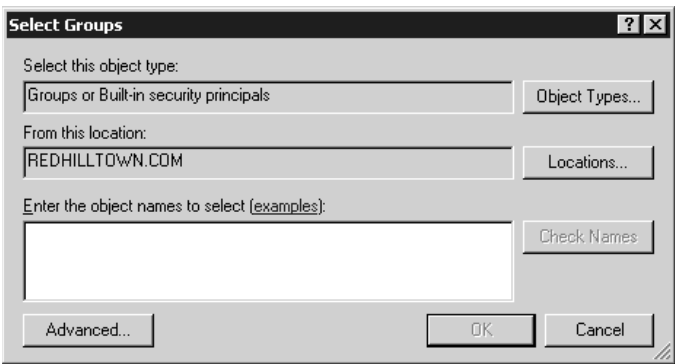 Select Groups
Select this object type:
Groups or Built-in security principals
Object Types...
From this location:
REDHILLTOWN.COM
Locations...
Enter the object names to select (examples):
Check Names
Advanced...
OK
Cancel